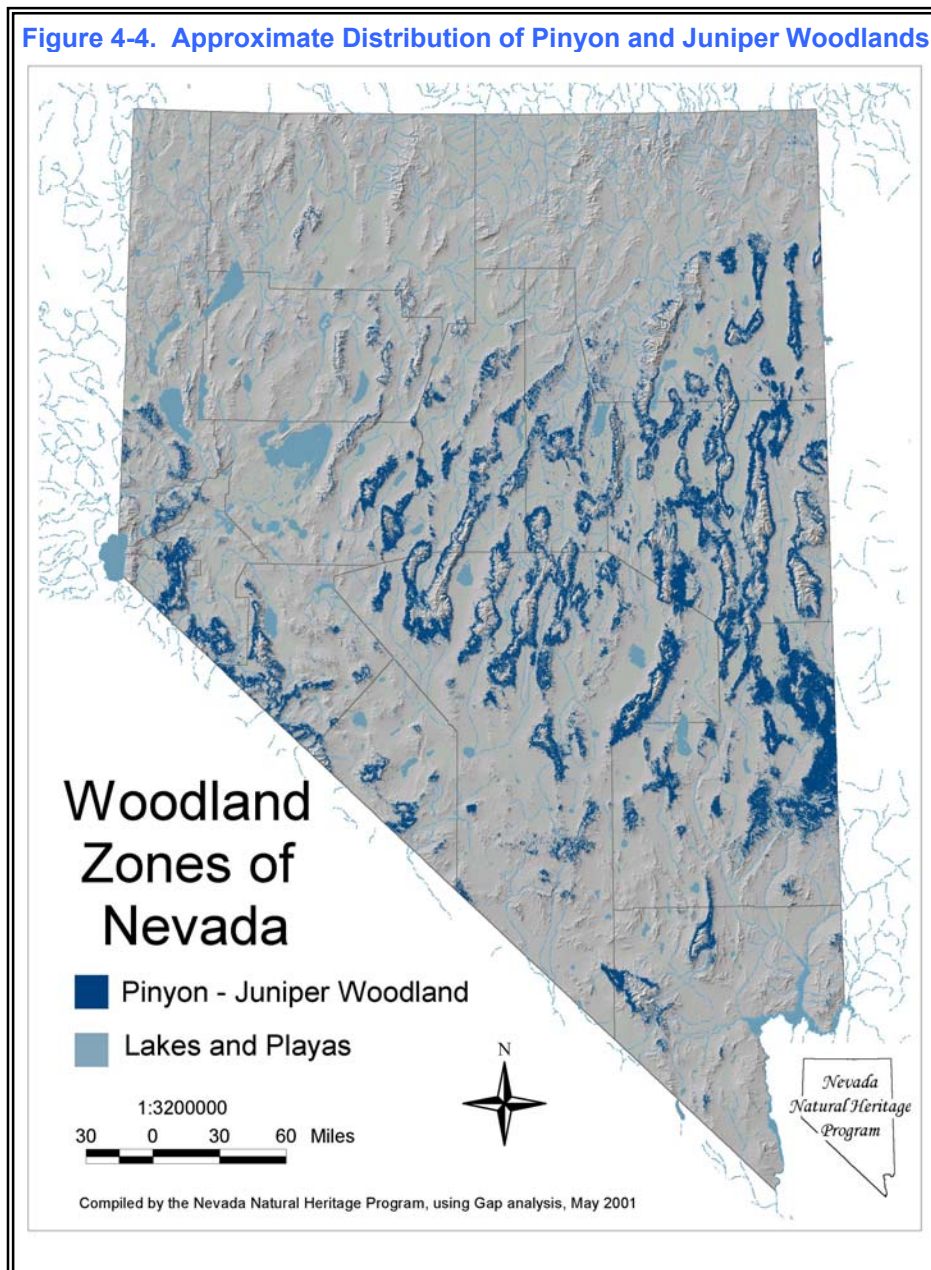 Figure 4-4. Approximate Distribution of Pinyon and Juniper Woodlands
Woodland
Zones of
Nevada
Pinyon - Juniper Woodland
Lakes and Playas
1:3200000
30 0 30 60 Miles
N
Nevada
Natural Heritage
Program
Compiled by the Nevada Natural Heritage Program, using Gap analysis, May 2001